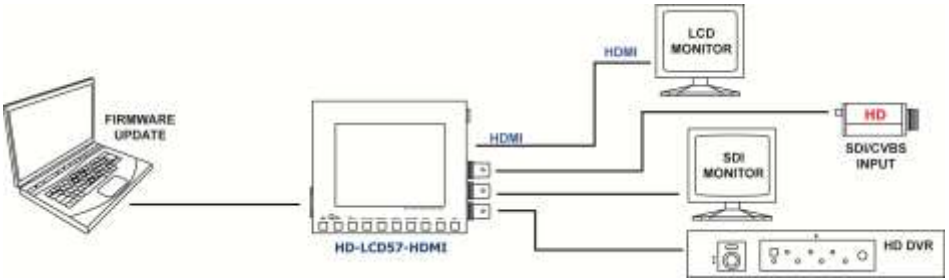 LCD
MONITOR
HDMI
FIRMWARE
UPDATE
HDMI
HD
SDI/CVBS
INPUT
SDI
MONITOR
HD-LCD57-HDMI
HD DVR